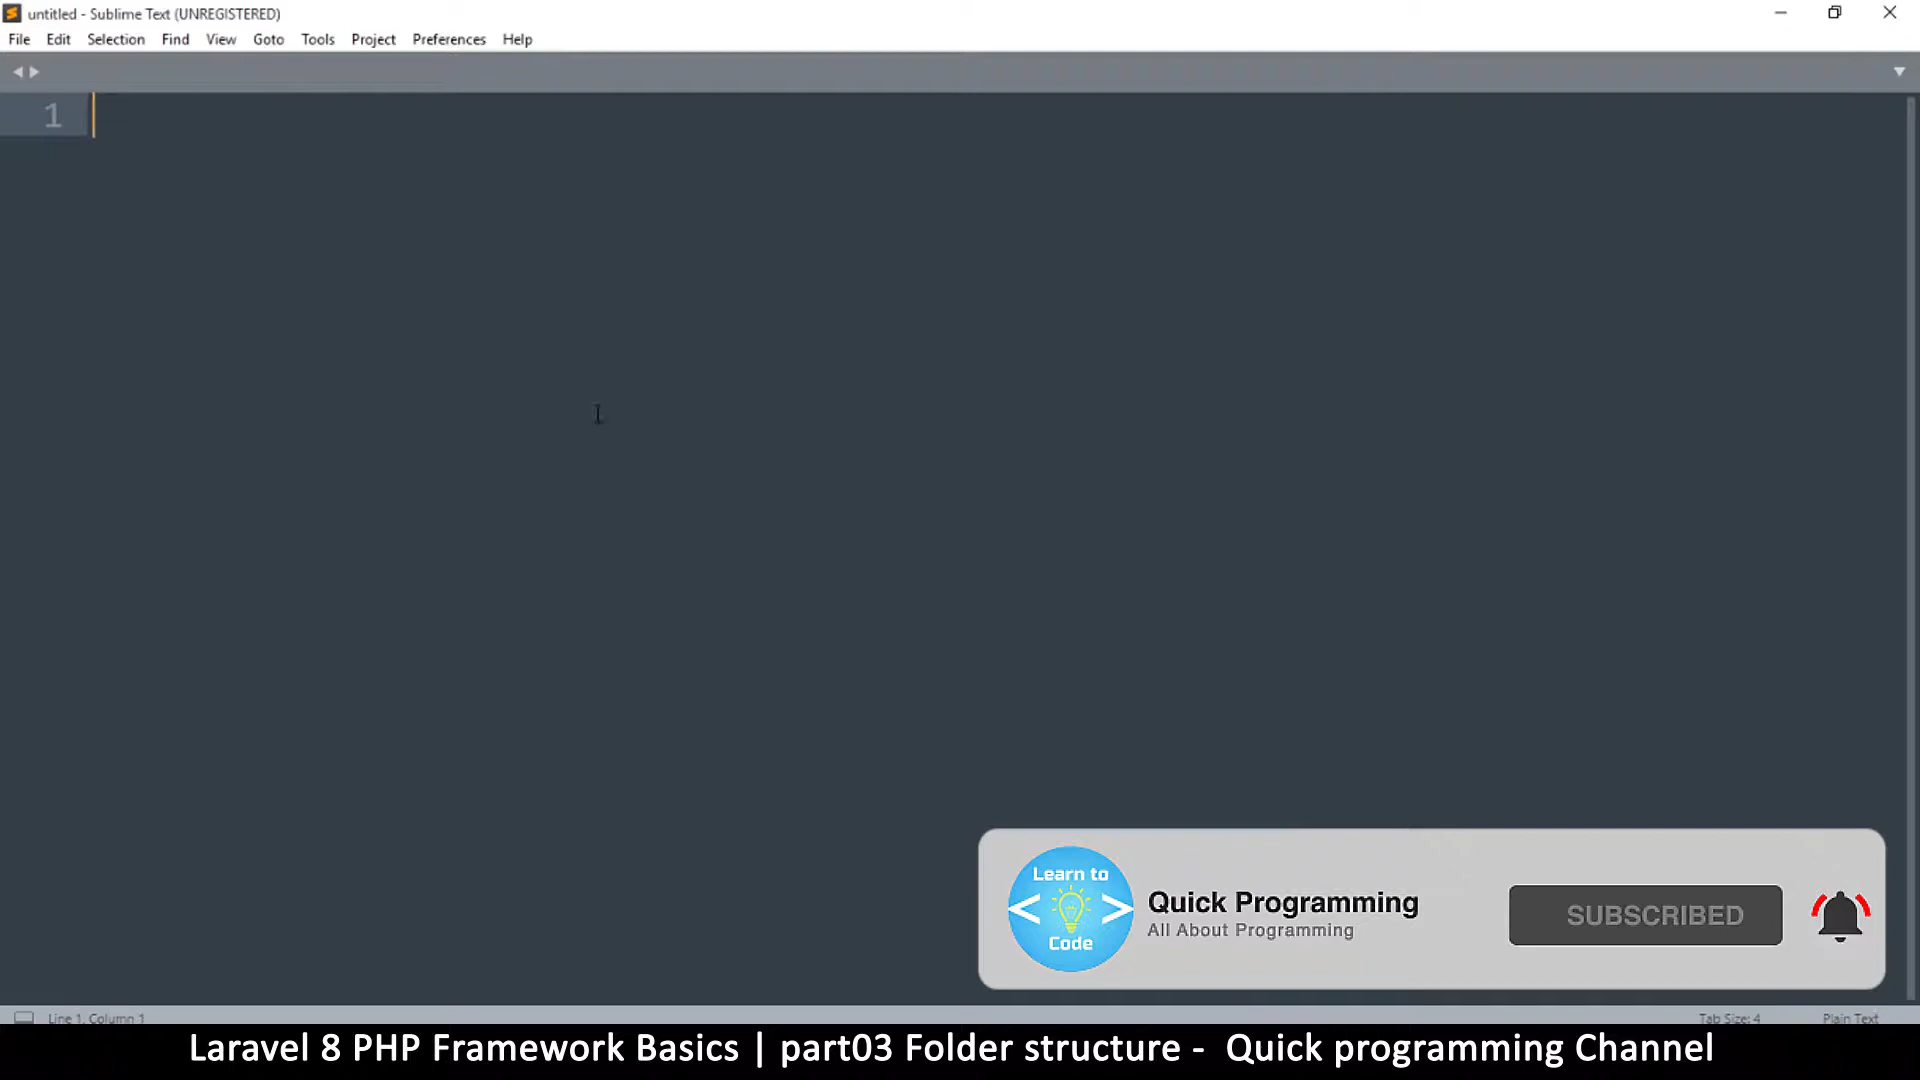 untitled - Sublime Text (UNREGISTERED)
File Edit Selection Find View Goto Tools Project Preferences Help
1
Learn to
< >
Code
Quick Programming
All About Programming
SUBSCRIBED
Line 1, Column 1 Tab Size: 4 Plain Text
Laravel 8 PHP Framework Basics | part03 Folder structure - Quick programming Channel